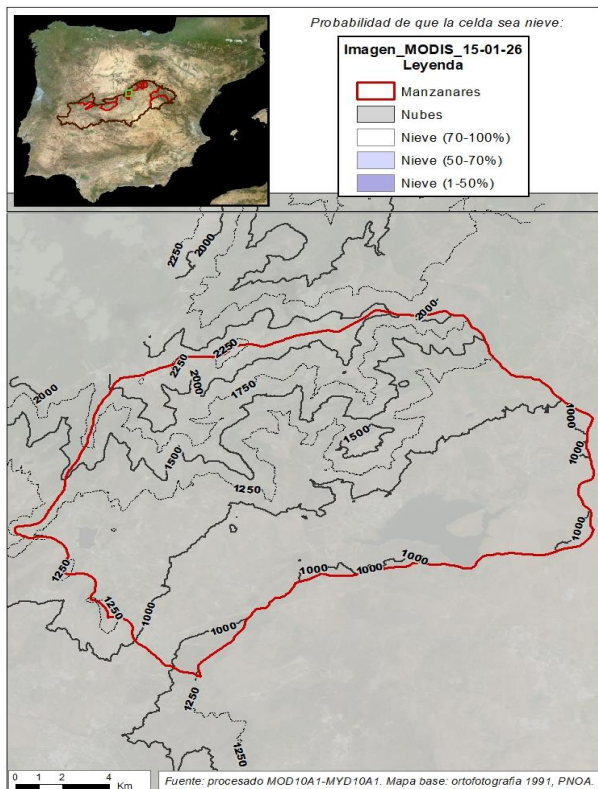 Probabilidad de que la celda sea nieve:
Imagen_MODIS_15-01-26
Leyenda
Manzanares
Nubes
Nieve (70-100%)
Nieve (50-70%)
Nieve (1-50%)
2250
2000
2000
2250
2250
2000
2000
1750
1500
1500
1250
1000
1000
1000
1250
1250
1000
1000
1000
1000
1000
1250
1250
0 1 2 4
Km
Fuente: procesado MOD10A1-MYD10A1. Mapa base: ortofotografia 1991, PNOA.